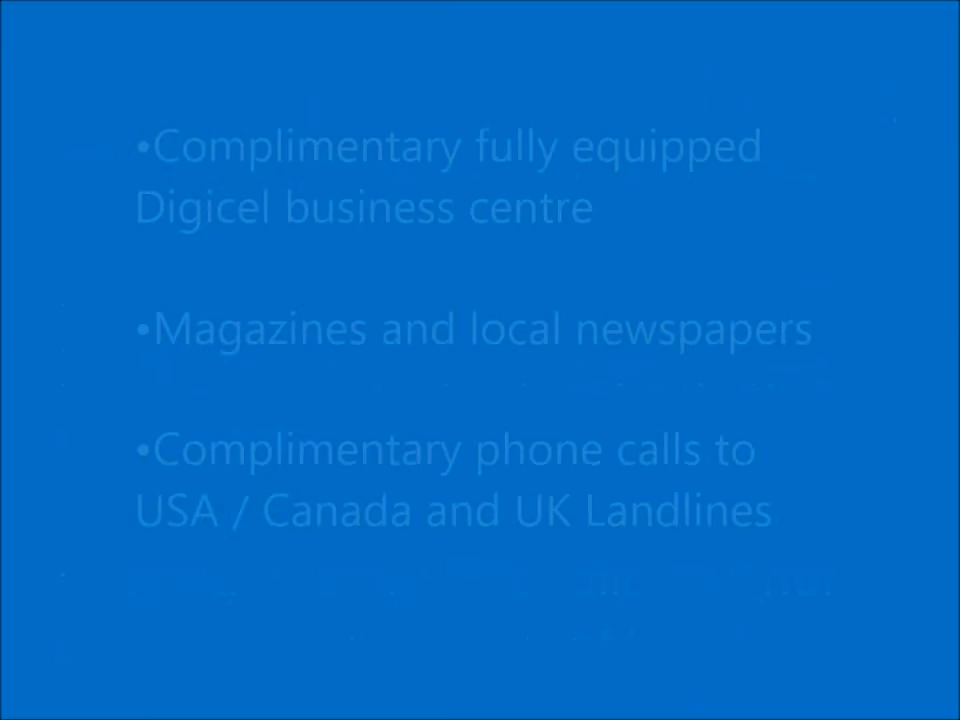 •Complimentary fully equipped
Digicel business centre
•Magazines and local newspapers
•Complimentary phone calls to
USA / Canada and UK Landlines